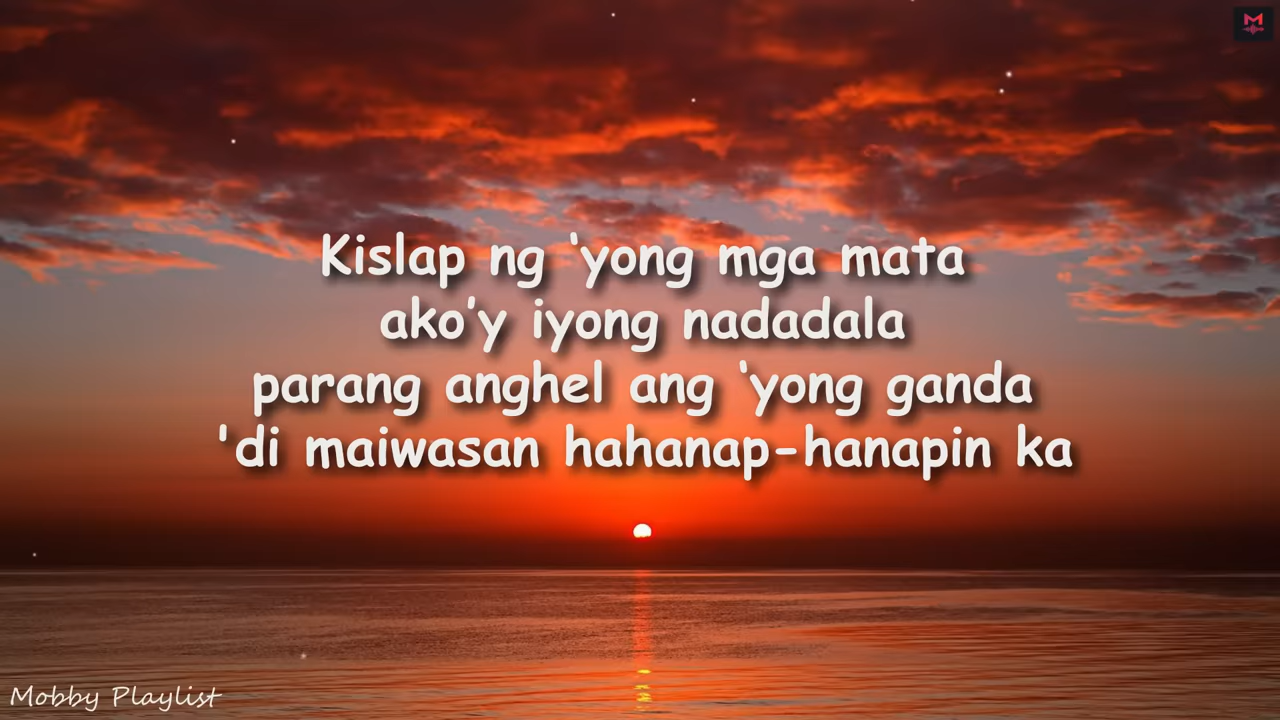 Kislap ng ‘yong mga mata
ako’y iyong nadadala
parang anghel ang ‘yong ganda
'di maiwasan hahanap-hanapin ka
M
Mobby Playlist